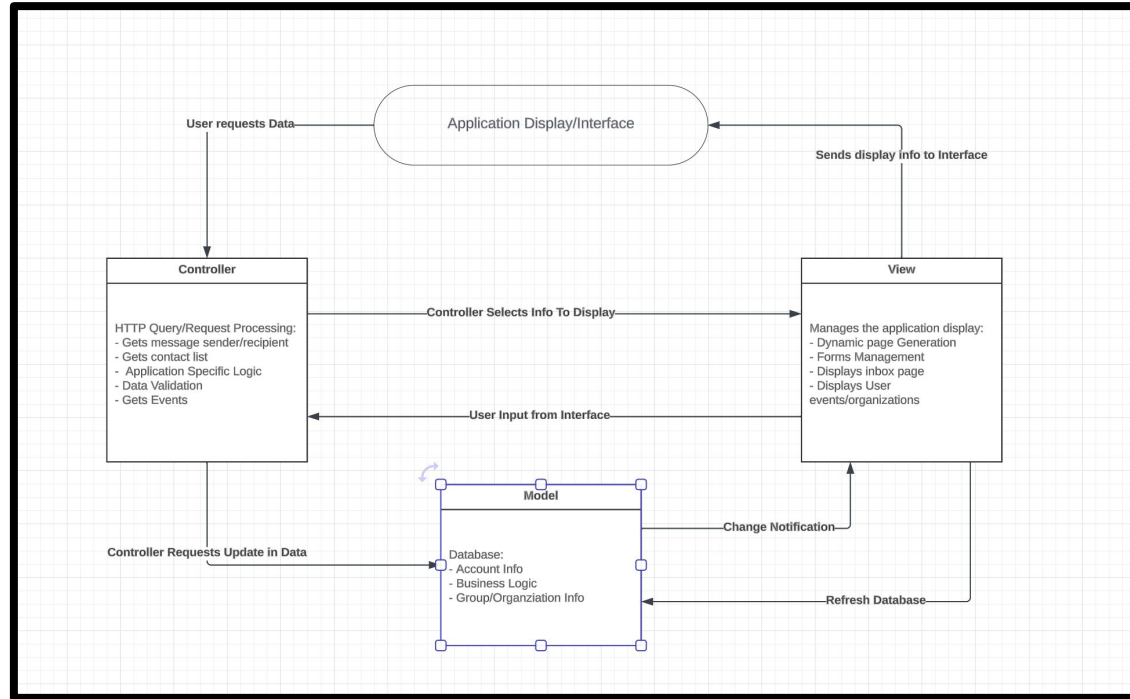 Application Display/Interface
User requests Data
Sends display info to Interface
Controller
HTTP Query/Request Processing:
- Gets message sender/recipient
- Gets contact list
- Application Specific Logic
- Data Validation
- Gets Events
Controller Selects Info To Display
User Input from Interface
View
Manages the application display:
- Dynamic page Generation
- Forms Management
- Displays inbox page
- Displays User
events/organizations
Model
Database:
- Account Info
- Business Logic
- Group/Organziation Info
Controller Requests Update in Data
Change Notification
Refresh Database